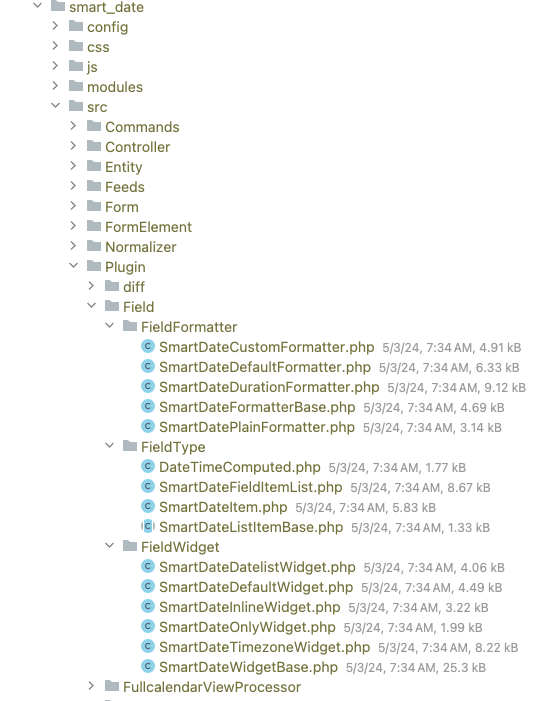 smart_date
config
css
js
modules
src
Commands
Controller
Entity
Feeds
Form
FormElement
Normalizer
Plugin
diff
Field
FieldFormatter
SmartDateCustomFormatter.php 5/3/24, 7:34 AM, 4.91 kB
SmartDateDefaultFormatter.php 5/3/24, 7:34 AM, 6.33 kB
SmartDateDurationFormatter.php 5/3/24, 7:34 AM, 9.12 kB
SmartDateFormatterBase.php 5/3/24, 7:34 AM, 4.69 kB
SmartDatePlainFormatter.php 5/3/24, 7:34 AM, 3.14 kB
FieldType
DateTimeComputed.php 5/3/24, 7:34 AM, 1.77 kB
SmartDateFieldItemList.php 5/3/24, 7:34 AM, 8.67 kB
SmartDateItem.php 5/3/24, 7:34 AM, 5.83 kB
SmartDateListItemBase.php 5/3/24, 7:34 AM, 1.33 kB
FieldWidget
SmartDateDatelistWidget.php 5/3/24, 7:34 AM, 4.06 kB
SmartDateDefaultWidget.php 5/3/24, 7:34 AM, 4.49 kB
SmartDateInlineWidget.php 5/3/24, 7:34 AM, 3.22 kB
SmartDateOnlyWidget.php 5/3/24, 7:34 AM, 1.99 kB
SmartDateTimezoneWidget.php 5/3/24, 7:34 AM, 8.22 kB
SmartDateWidgetBase.php 5/3/24, 7:34 AM, 25.3 kB
FullcalendarViewProcessor